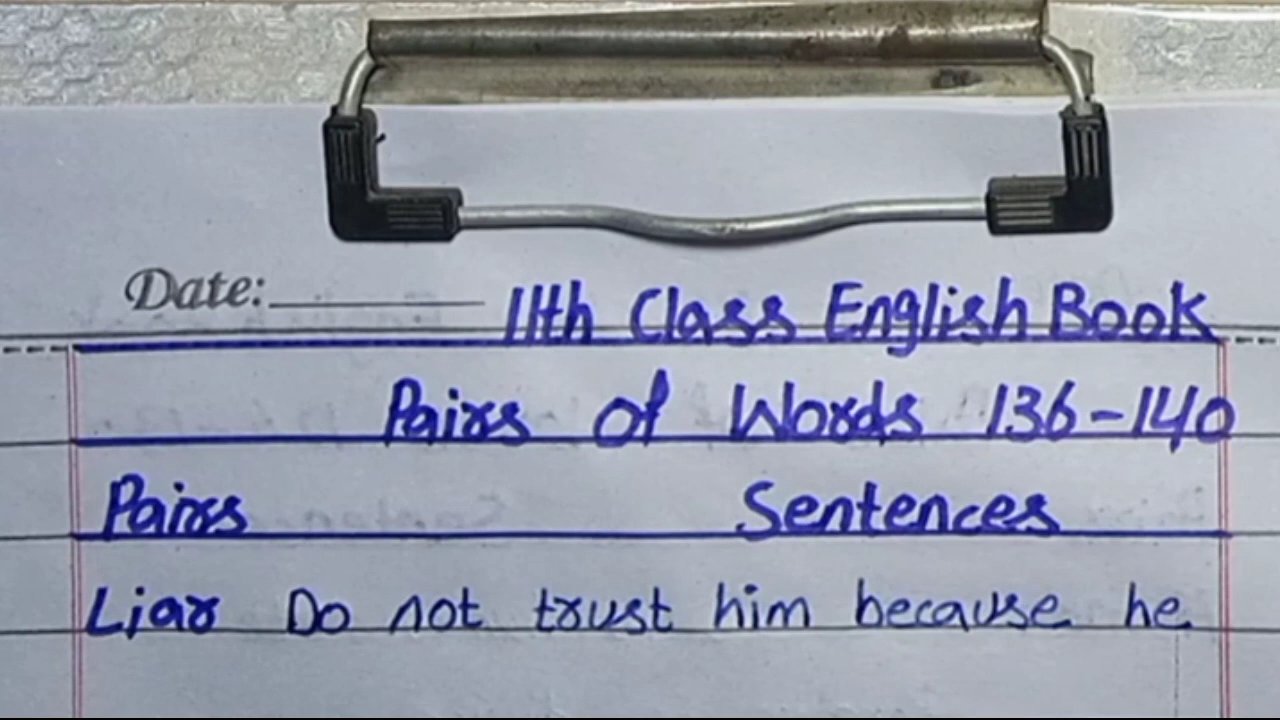 Date: 11th Class English Book
Pairs of Words 136-140
Pairs Sentences
Liar Do not trust him because he